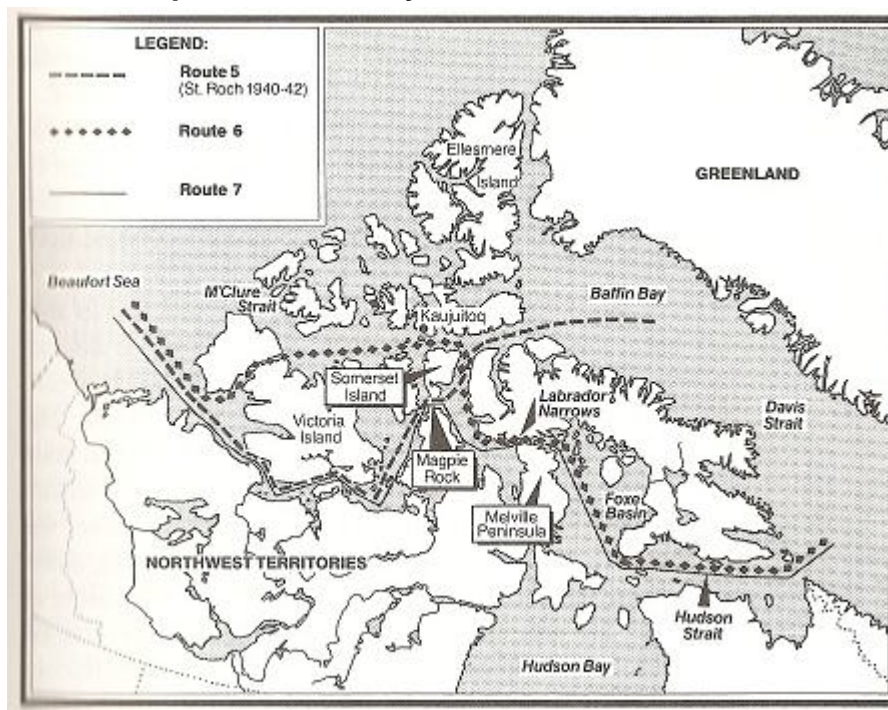 LEGEND:
Route 5
(St. Roch 1940-42)
Route 6
Route 7
Ellesmere
Island
GREENLAND
Beaufort Sea
M'Clure
Strait
Baffin Bay
Kaujuitoq
Somerset
Island
Labrador
Narrows
Davis
Strait
Victoria
Island
Magpie
Rock
Foxe
Basin
Melville
Peninsula
NORTHWEST TERRITORIES
Hudson
Strait
Hudson Bay